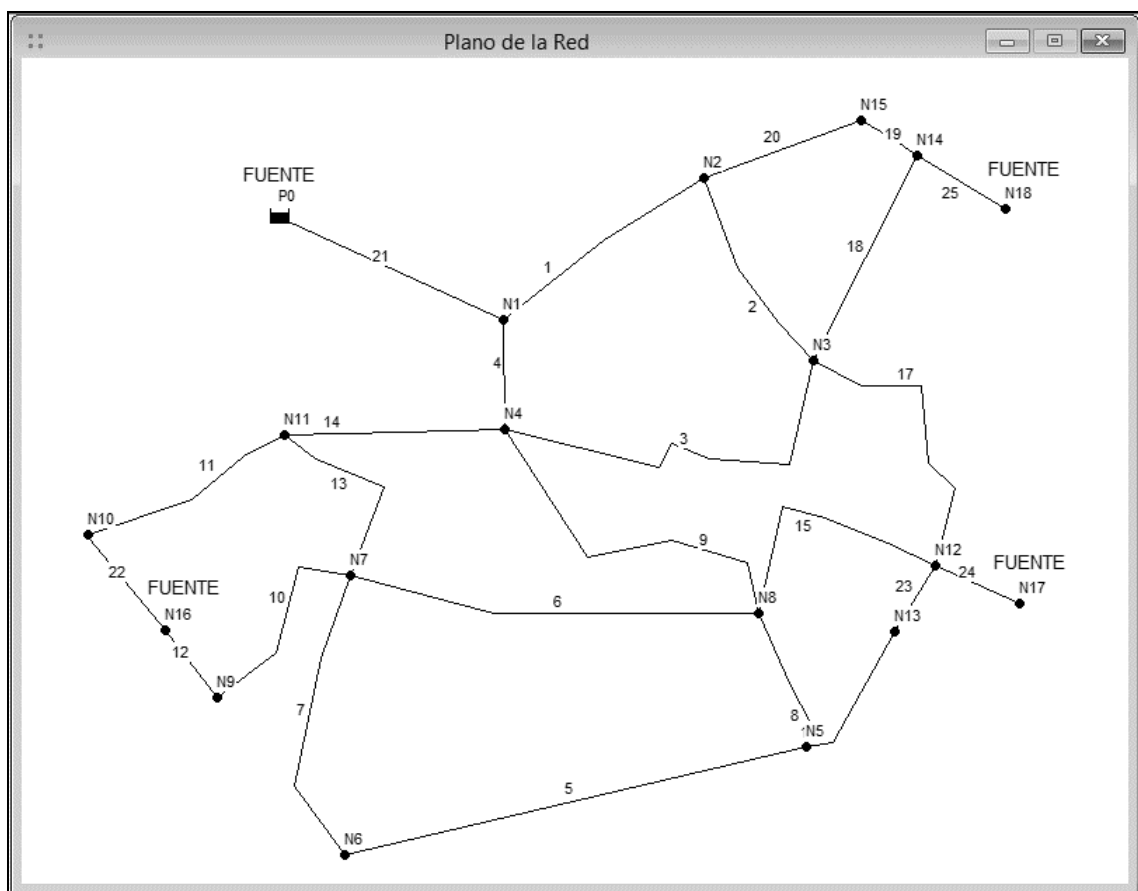 Plano de la Red
N15
20
19
N14
N2
FUENTE
FUENTE
P0
25
N18
18
21
1
2
N1
N3
4
17
N11
14
N4
3
11
13
15
N10
9
N12
22
FUENTE
N7
24
FUENTE
23
N17
10
6
N8
N16
N13
12
N9
7
8
N5
5
N6